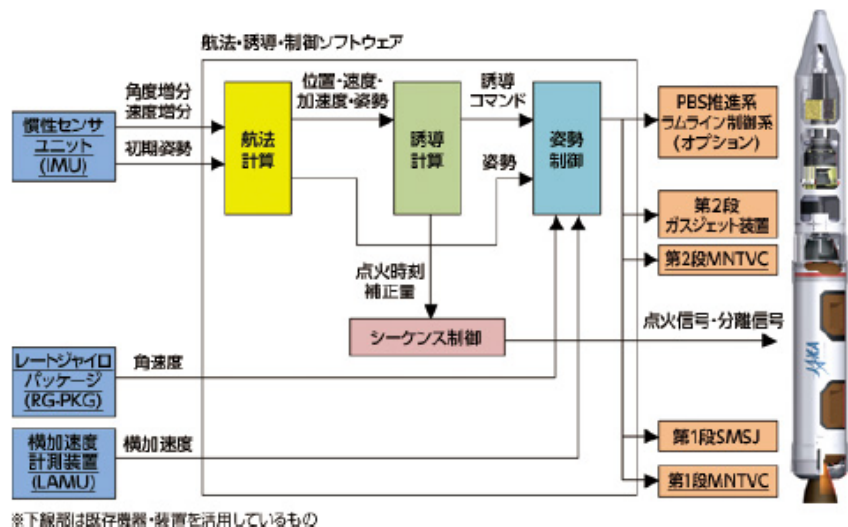 航法・誘導・制御ソフトウェア
角度増分
速度増分
初期姿勢
慣性センサ
ユニット
(IMU)
航法
計算
位置・速度・
加速度・姿勢
誘導
計算
誘導
コマンド
姿勢
姿勢
制御
点火時刻
補正量
シーケンス制御
レートジャイロ
パッケージ
(RG-PKG)
角速度
横加速度
計測装置
(LAMU)
横加速度
PBS推進系
ラムライン制御系
(オプション)
第2段
ガスジェット装置
第2段MNTVC
点火信号・分離信号
第1段SMSJ
第1段MNTVC
JAXA
※下線部は既存機器・装置を活用しているもの